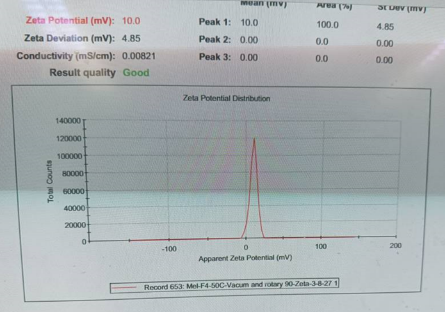 Mean (mV) Area (%) St Dev (mV)
Zeta Potential (mV): 10.0 Peak 1: 10.0 100.0 4.85
Zeta Deviation (mV): 4.85 Peak 2: 0.00 0.0 0.00
Conductivity (mS/cm): 0.00821 Peak 3: 0.00 0.0 0.00
Result quality Good
Zeta Potential Distribution
140000
120000
100000
80000
60000
40000
20000
0
Total Counts
-100 0 100 200
Apparent Zeta Potential (mV)
Record 653: Mel-F4-50C-Vacum and rotary 90-Zeta-3-8-27 1